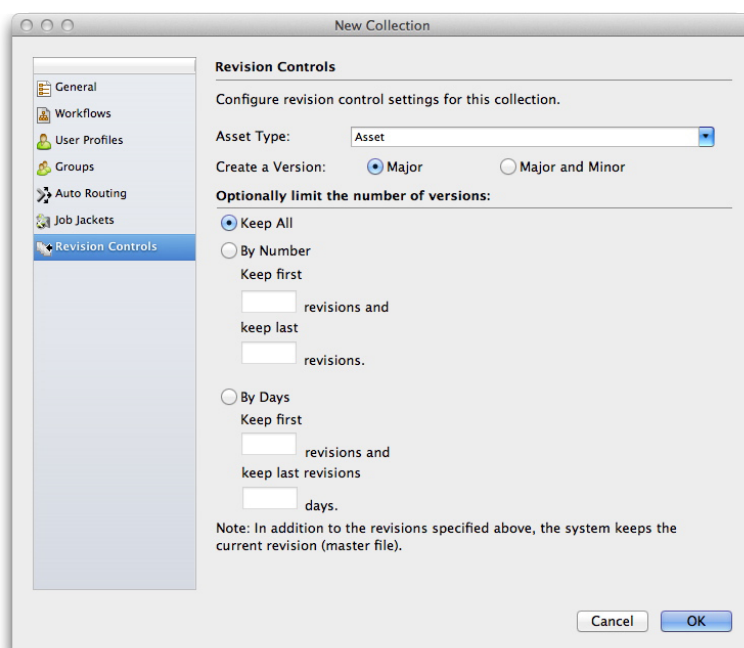 New Collection
General
Workflows
User Profiles
Groups
Auto Routing
Job Jackets
Revision Controls
Revision Controls
Configure revision control settings for this collection.
Asset Type: Asset
Create a Version: Major Major and Minor
Optionally limit the number of versions:
Keep All
By Number
Keep first
revisions and
keep last
revisions.
By Days
Keep first
revisions and
keep last revisions
days.
Note: In addition to the revisions specified above, the system keeps the
current revision (master file).
Cancel OK